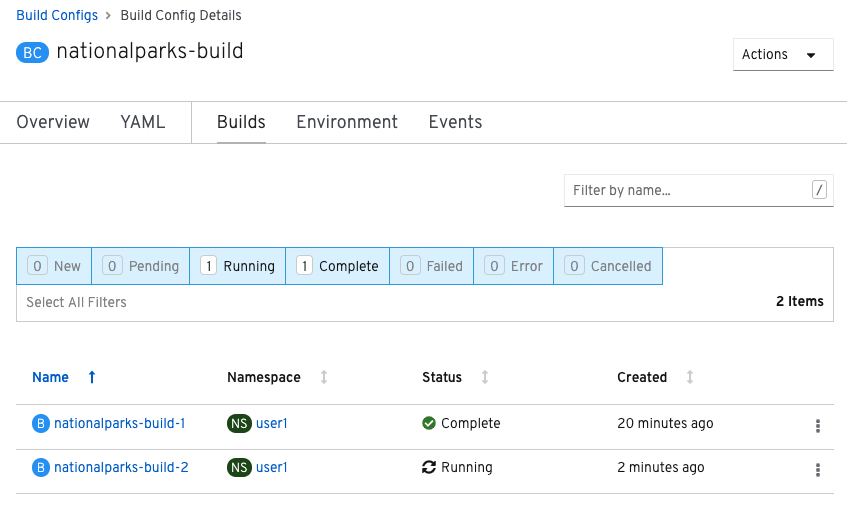 Build Configs > Build Config Details
BC nationalparks-build
Actions
Overview YAML Builds Environment Events
Filter by name... /
0 New 0 Pending 1 Running 1 Complete 0 Failed 0 Error 0 Cancelled
Select All Filters 2 Items
Name Namespace Status Created
B nationalparks-build-1 NS user1 Complete 20 minutes ago
B nationalparks-build-2 NS user1 Running 2 minutes ago